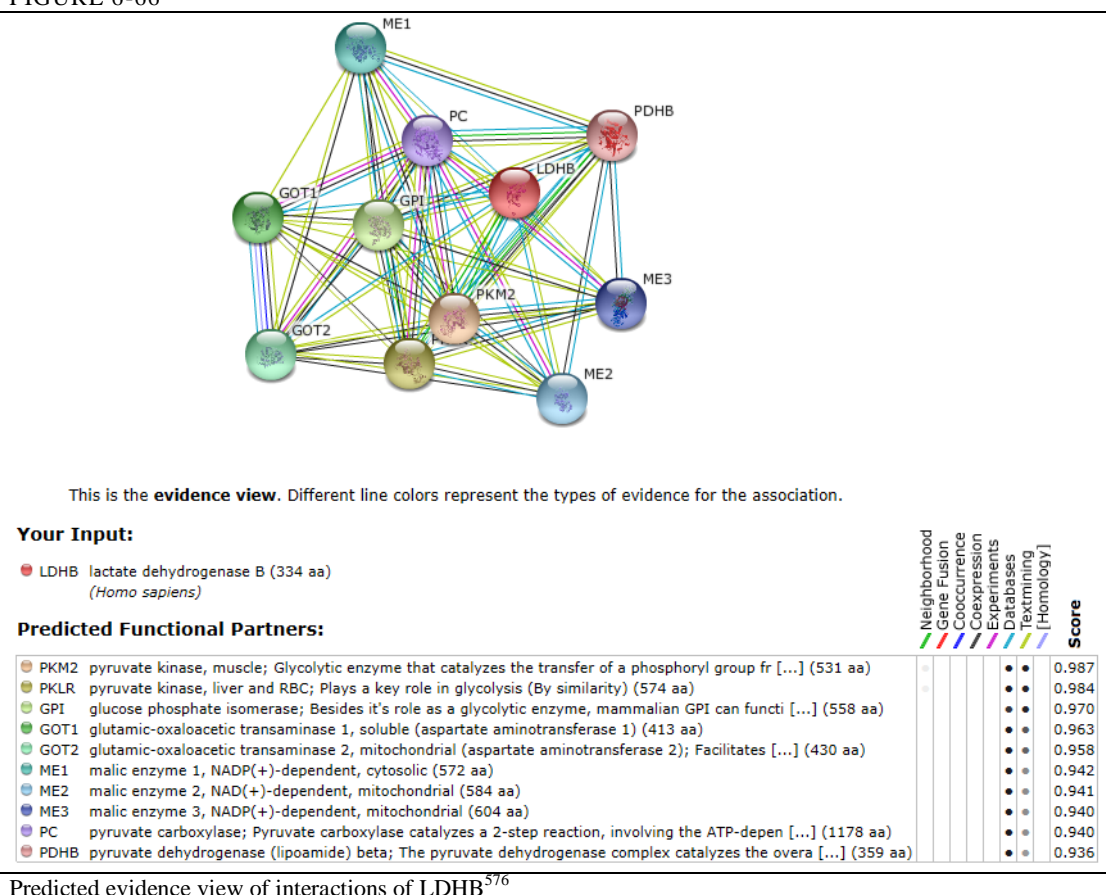 FIGURE 6-66
ME1
PC
PDHB
LDHB
GOT1
GPI
ME3
PKM2
GOT2
ME2
This is the evidence view. Different line colors represent the types of evidence for the association.
Your Input:
LDHB lactate dehydrogenase B (334 aa)
(Homo sapiens)
Neighborhood
Gene Fusion
Cooccurrence
Coexpression
Experiments
Databases
Textmining
[Homology]
Score
Predicted Functional Partners:
PKM2 pyruvate kinase, muscle; Glycolytic enzyme that catalyzes the transfer of a phosphoryl group fr [...] (531 aa) 0.987
PKLR pyruvate kinase, liver and RBC; Plays a key role in glycolysis (By similarity) (574 aa) 0.984
GPI glucose phosphate isomerase; Besides it's role as a glycolytic enzyme, mammalian GPI can functi [...] (558 aa) 0.970
GOT1 glutamic-oxaloacetic transaminase 1, soluble (aspartate aminotransferase 1) (413 aa) 0.963
GOT2 glutamic-oxaloacetic transaminase 2, mitochondrial (aspartate aminotransferase 2); Facilitates [...] (430 aa) 0.958
ME1 malic enzyme 1, NADP(+)-dependent, cytosolic (572 aa) 0.942
ME2 malic enzyme 2, NAD(+)-dependent, mitochondrial (584 aa) 0.941
ME3 malic enzyme 3, NADP(+)-dependent, mitochondrial (604 aa) 0.940
PC pyruvate carboxylase; Pyruvate carboxylase catalyzes a 2-step reaction, involving the ATP-depen [...] (1178 aa) 0.940
PDHB pyruvate dehydrogenase (lipoamide) beta; The pyruvate dehydrogenase complex catalyzes the overa [...] (359 aa) 0.936
Predicted evidence view of interactions of LDHB576